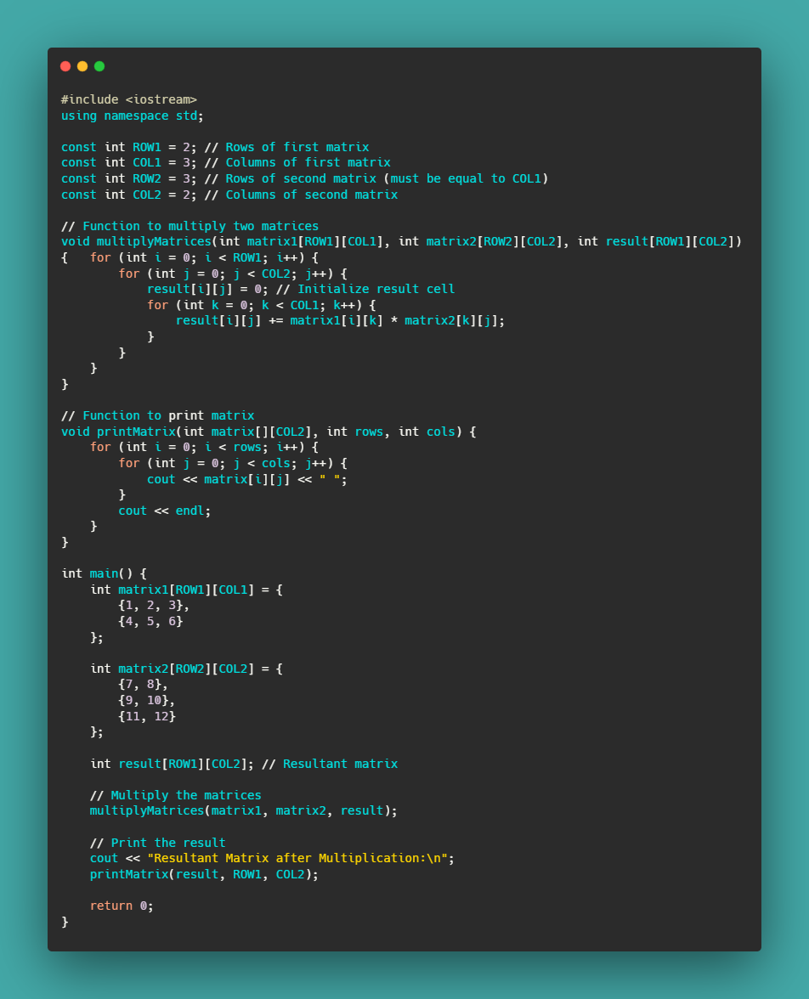 #include <iostream>
using namespace std;

const int ROW1 = 2; // Rows of first matrix
const int COL1 = 3; // Columns of first matrix
const int ROW2 = 3; // Rows of second matrix (must be equal to COL1)
const int COL2 = 2; // Columns of second matrix

// Function to multiply two matrices
void multiplyMatrices(int matrix1[ROW1][COL1], int matrix2[ROW2][COL2], int result[ROW1][COL2])
{   for (int i = 0; i < ROW1; i++) {
        for (int j = 0; j < COL2; j++) {
            result[i][j] = 0; // Initialize result cell
            for (int k = 0; k < COL1; k++) {
                result[i][j] += matrix1[i][k] * matrix2[k][j];
            }
        }
    }
}

// Function to print matrix
void printMatrix(int matrix[][COL2], int rows, int cols) {
    for (int i = 0; i < rows; i++) {
        for (int j = 0; j < cols; j++) {
            cout << matrix[i][j] << " ";
        }
        cout << endl;
    }
}

int main() {
    int matrix1[ROW1][COL1] = {
        {1, 2, 3},
        {4, 5, 6}
    };

    int matrix2[ROW2][COL2] = {
        {7, 8},
        {9, 10},
        {11, 12}
    };

    int result[ROW1][COL2]; // Resultant matrix

    // Multiply the matrices
    multiplyMatrices(matrix1, matrix2, result);

    // Print the result
    cout << "Resultant Matrix after Multiplication:\n";
    printMatrix(result, ROW1, COL2);

    return 0;
}